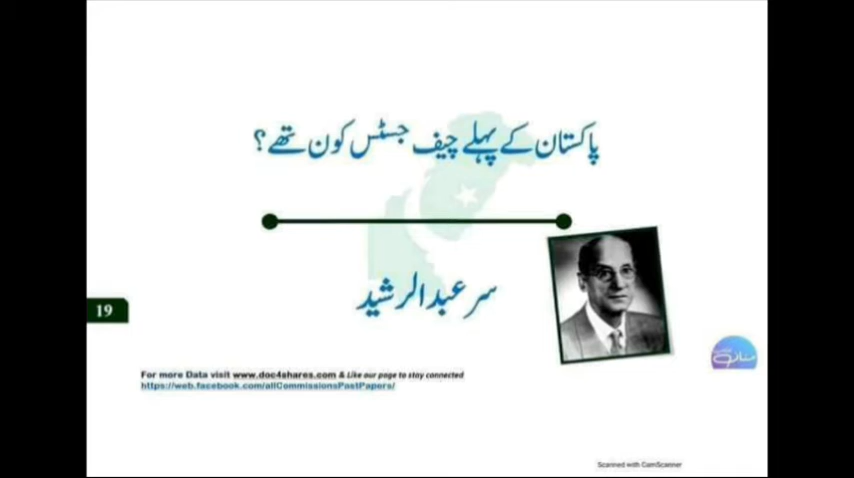 پاکستان کے پہلے چیف جسٹس کون تھے؟
سر عبدالرشید
19
For more Data visit www.doc4shares.com & Like our page to stay connected
https://web.facebook.com/allCommissionsPastPapers/
Scanned with CamScanner